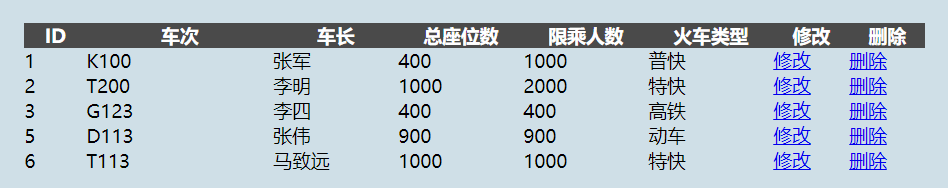 ID 车次 车长 总座位数 限乘人数 火车类型 修改 删除
1 K100 张军 400 1000 普快 修改 删除
2 T200 李明 1000 2000 特快 修改 删除
3 G123 李四 400 400 高铁 修改 删除
5 D113 张伟 900 900 动车 修改 删除
6 T113 马致远 1000 1000 特快 修改 删除